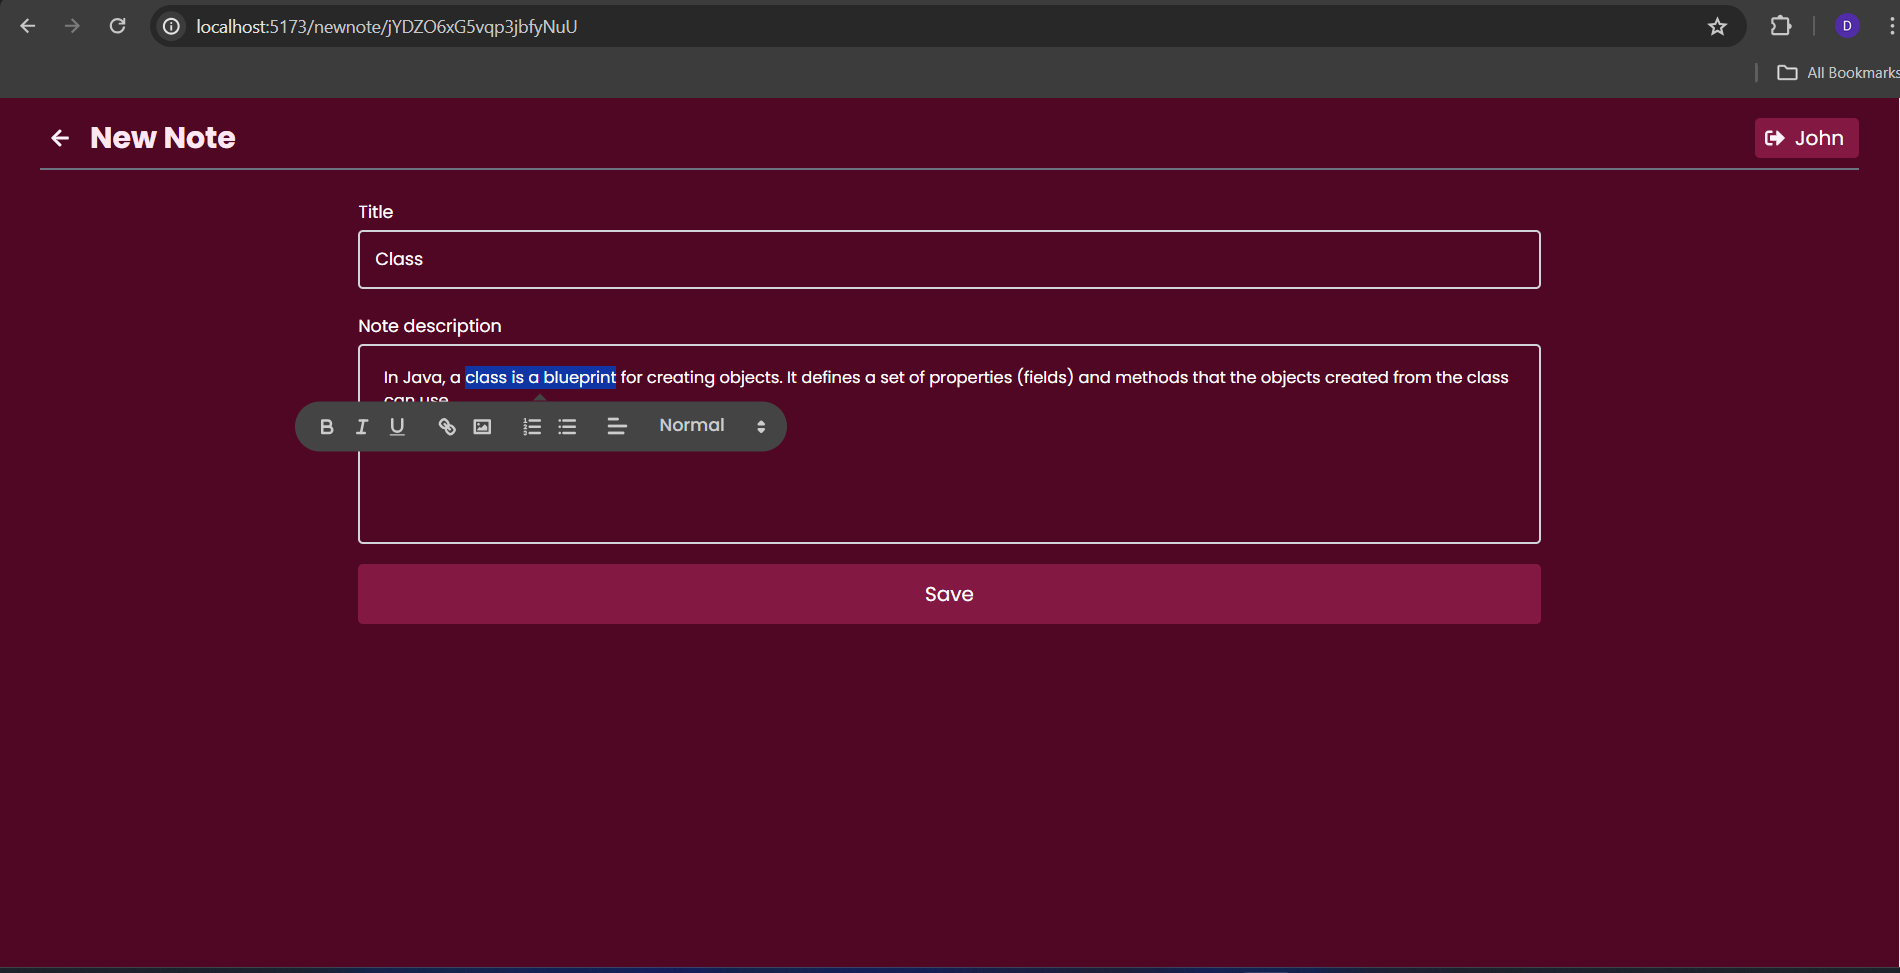 localhost:5173/newnote/jYDZO6xG5vqp3jbfyNuU
D
All Bookmarks
New Note
John
Title
Class
Note description
In Java, a class is a blueprint for creating objects. It defines a set of properties (fields) and methods that the objects created from the class
can use
B I U
Normal
Save